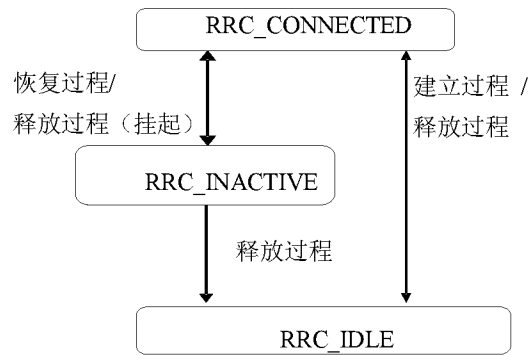 RRC_CONNECTED
恢复过程/
释放过程（挂起）
建立过程 /
释放过程
RRC_INACTIVE
释放过程
RRC_IDLE